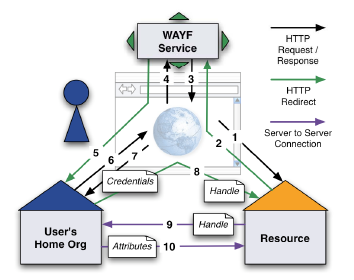 WAYF
Service
HTTP
Request /
Response
4
3
HTTP
Redirect
1
5
6
7
2
Server to Server
Connection
8
Credentials
Handle
User's
Home Org
9
Handle
Attributes
10
Resource